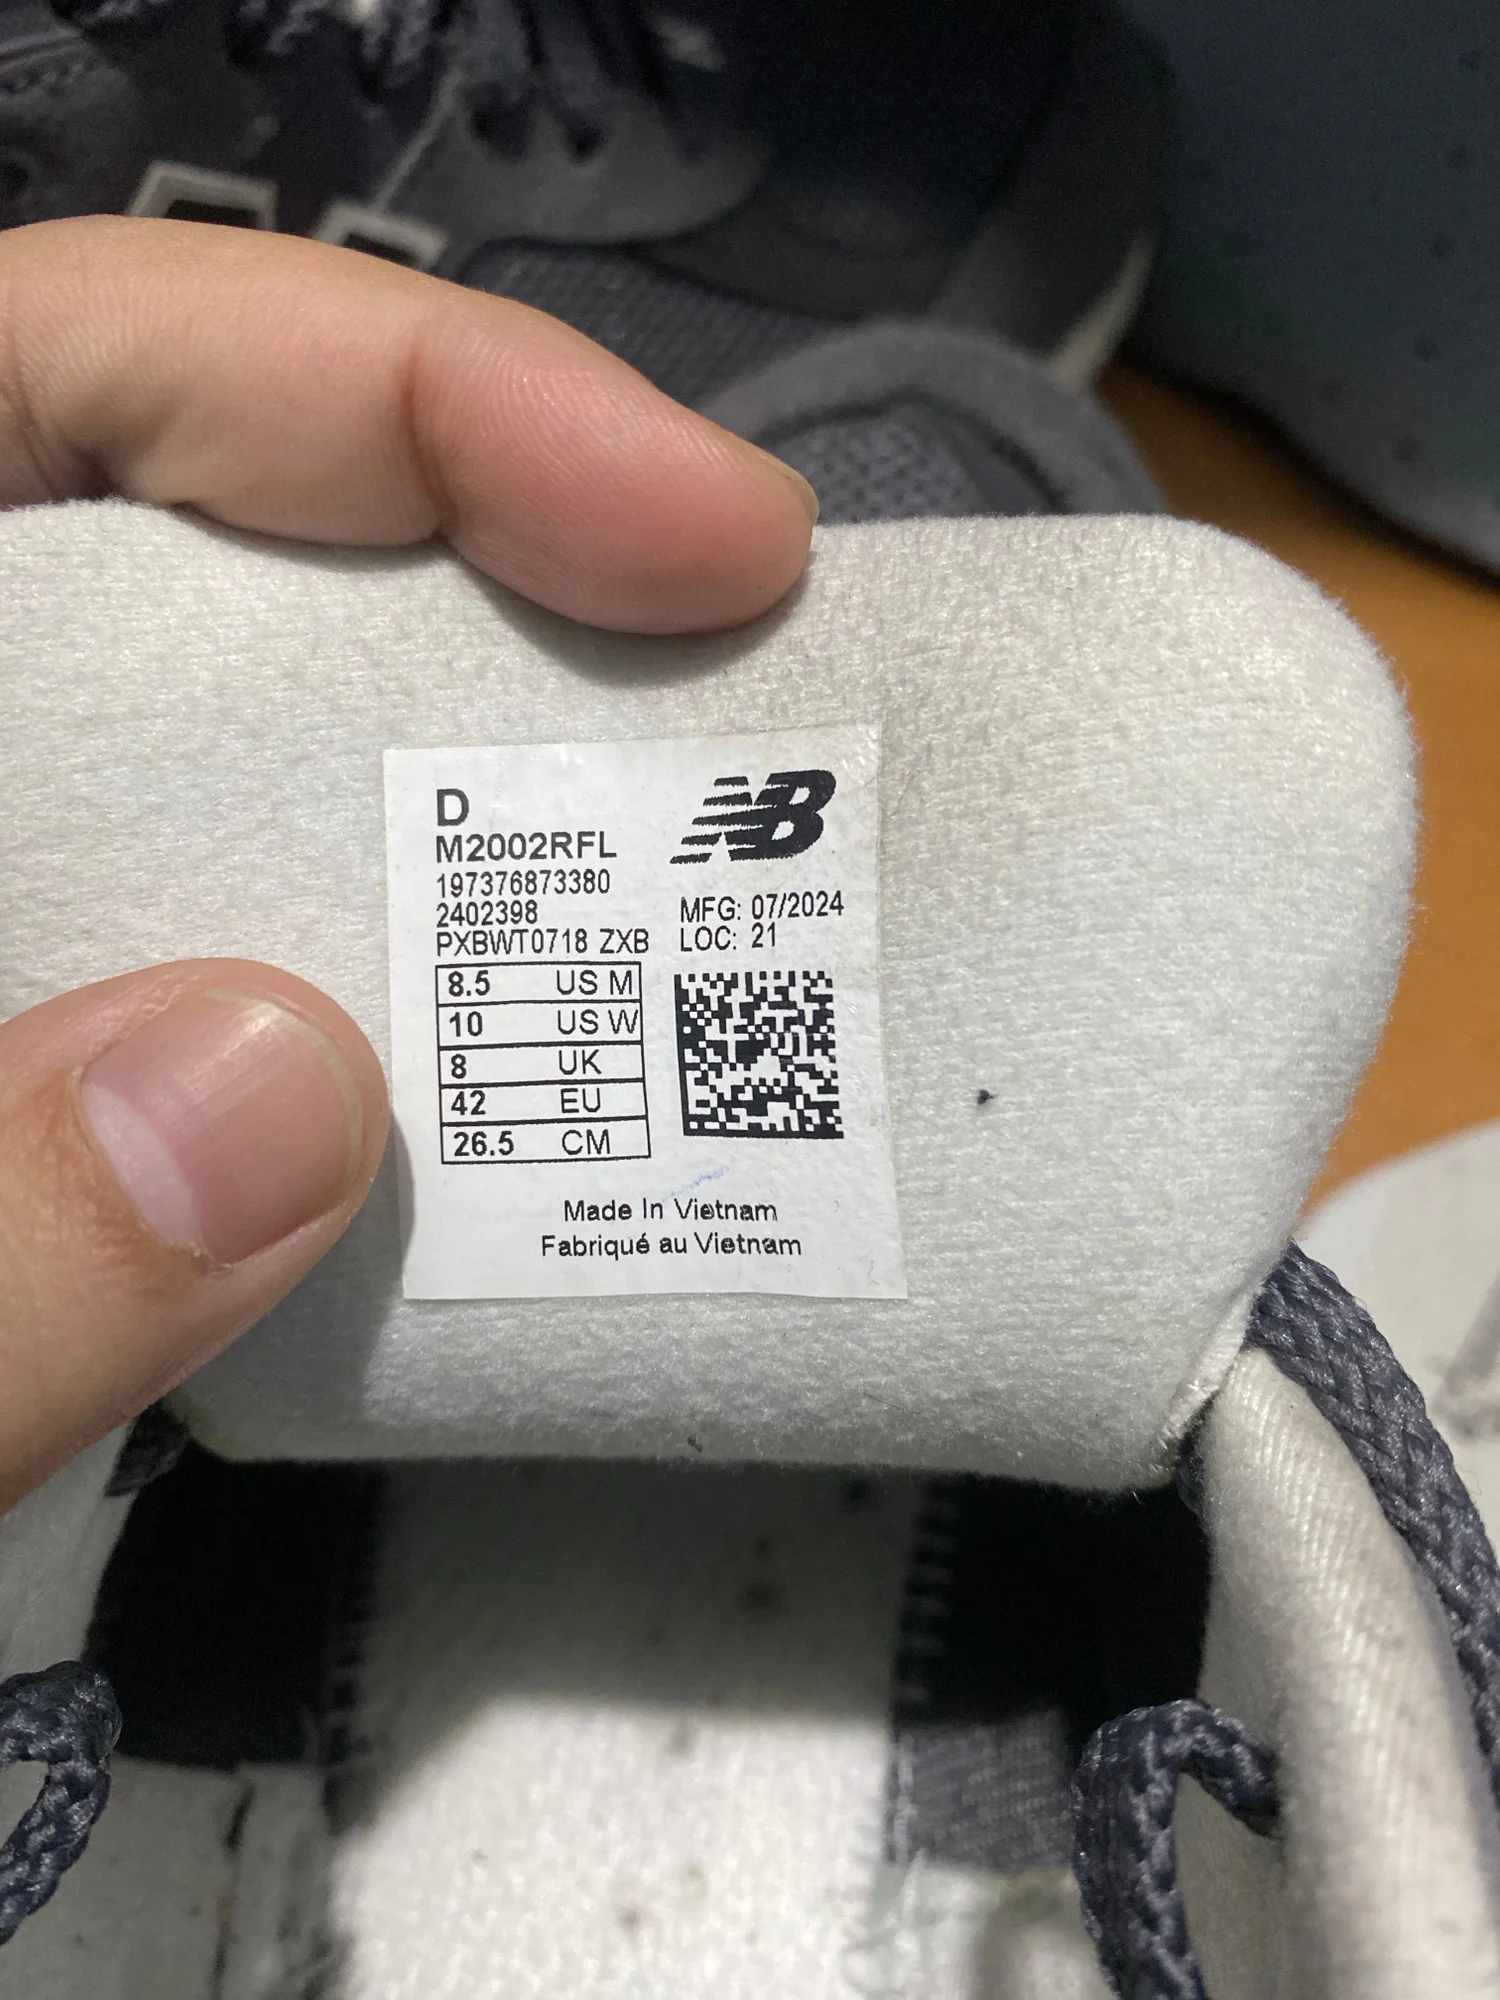 D
NB
M2002RFL
197376873380
2402398
PXBWT0718 ZXB
MFG: 07/2024
LOC: 21
8.5 US M
10 US W
8 UK
42 EU
26.5 CM
Made In Vietnam
Fabriqué au Vietnam